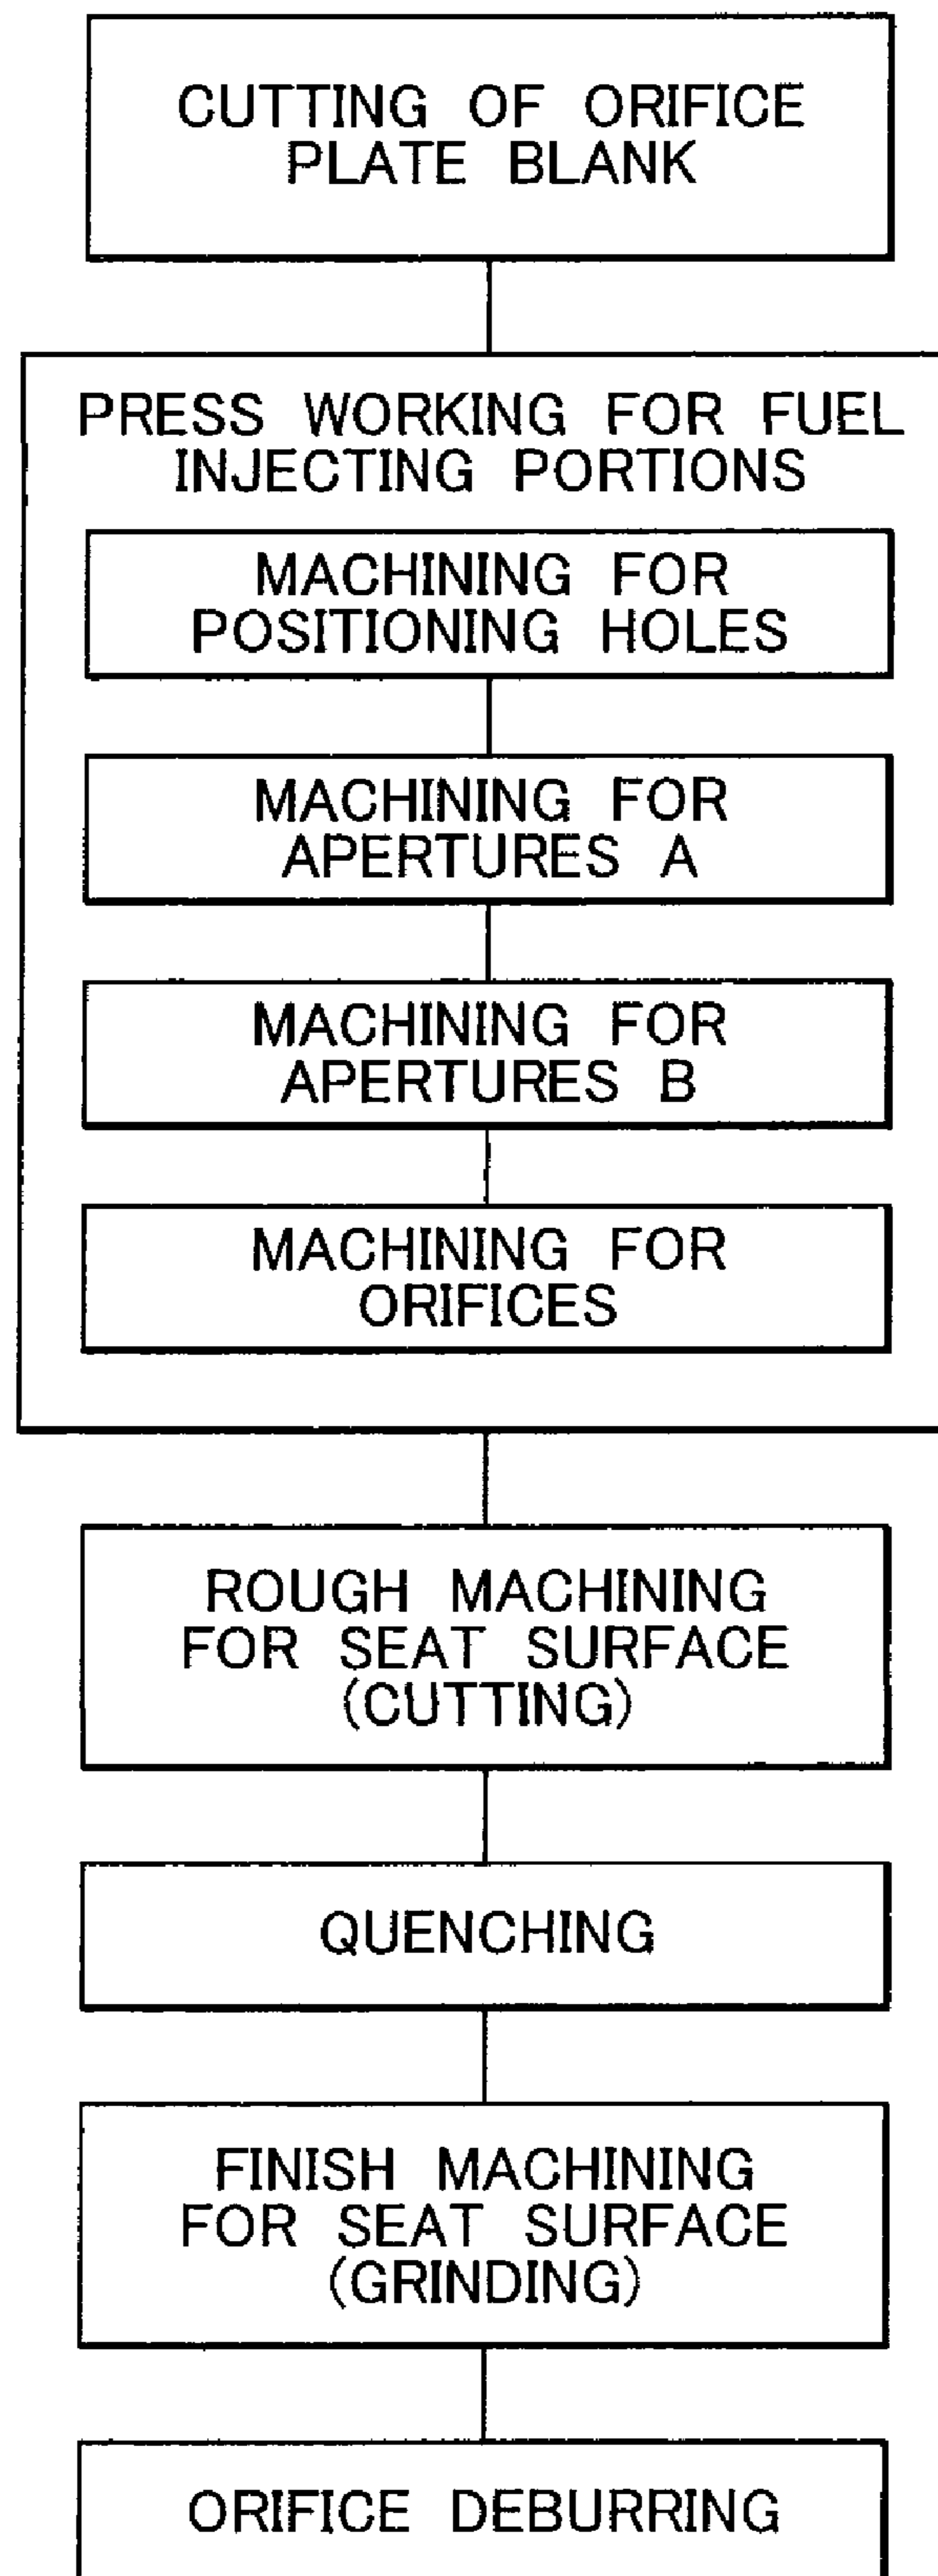 CUTTING OF ORIFICE
PLATE BLANK
PRESS WORKING FOR FUEL
INJECTING PORTIONS
MACHINING FOR
POSITIONING HOLES
MACHINING FOR
APERTURES A
MACHINING FOR
APERTURES B
MACHINING FOR
ORIFICES
ROUGH MACHINING
FOR SEAT SURFACE
(CUTTING)
QUENCHING
FINISH MACHINING
FOR SEAT SURFACE
(GRINDING)
ORIFICE DEBURRING